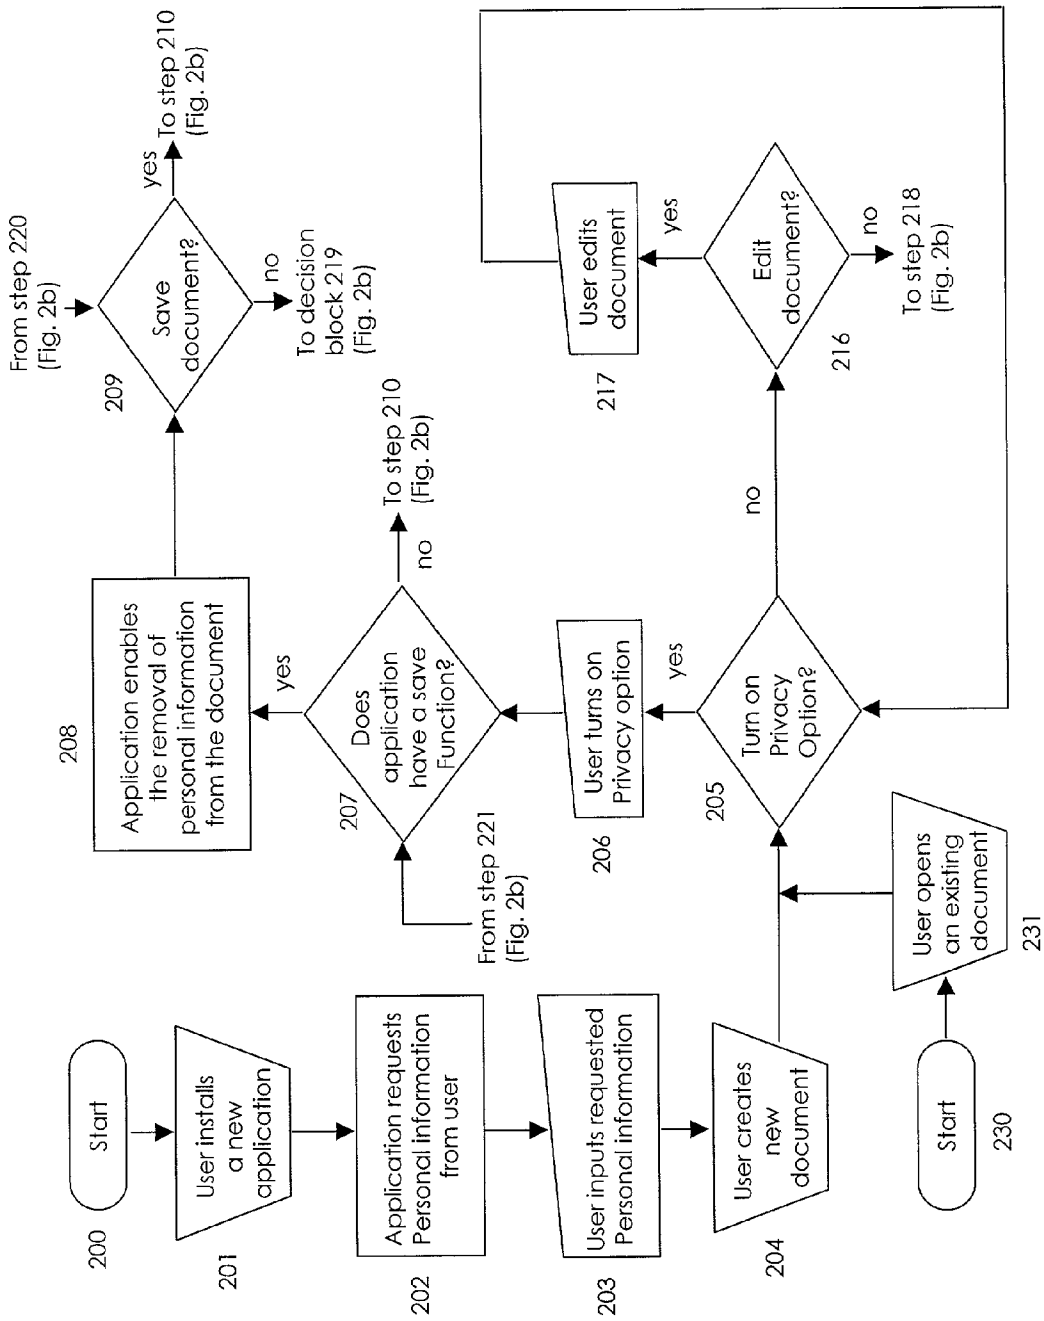 200
Start
201
User installs
a new
application
202
Application requests
Personal information
from user
203
User inputs requested
Personal information
204
User creates
new
document
230
Start
231
User opens
an existing
document
205
Turn on
Privacy
Option?
yes
no
206
User turns on
Privacy option
207
Does
application
have a save
Function?
From step 221
(Fig. 2b)
yes
no
To step 210
(Fig. 2b)
208
Application enables
the removal of
personal information
from the document
209
Save
document?
From step 220
(Fig. 2b)
yes
To step 210
(Fig. 2b)
no
To decision
block 219
(Fig. 2b)
216
Edit
document?
yes
no
To step 218
(Fig. 2b)
217
User edits
document